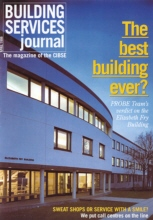 BUILDING
SERVICES
journal
The magazine of the CIBSE
The
best
building
ever?
PROBE Team's
verdict on the
Elizabeth Fry
Building
SWEAT SHOPS OR SERVICE WITH A SMILE?
We put call centres on the line